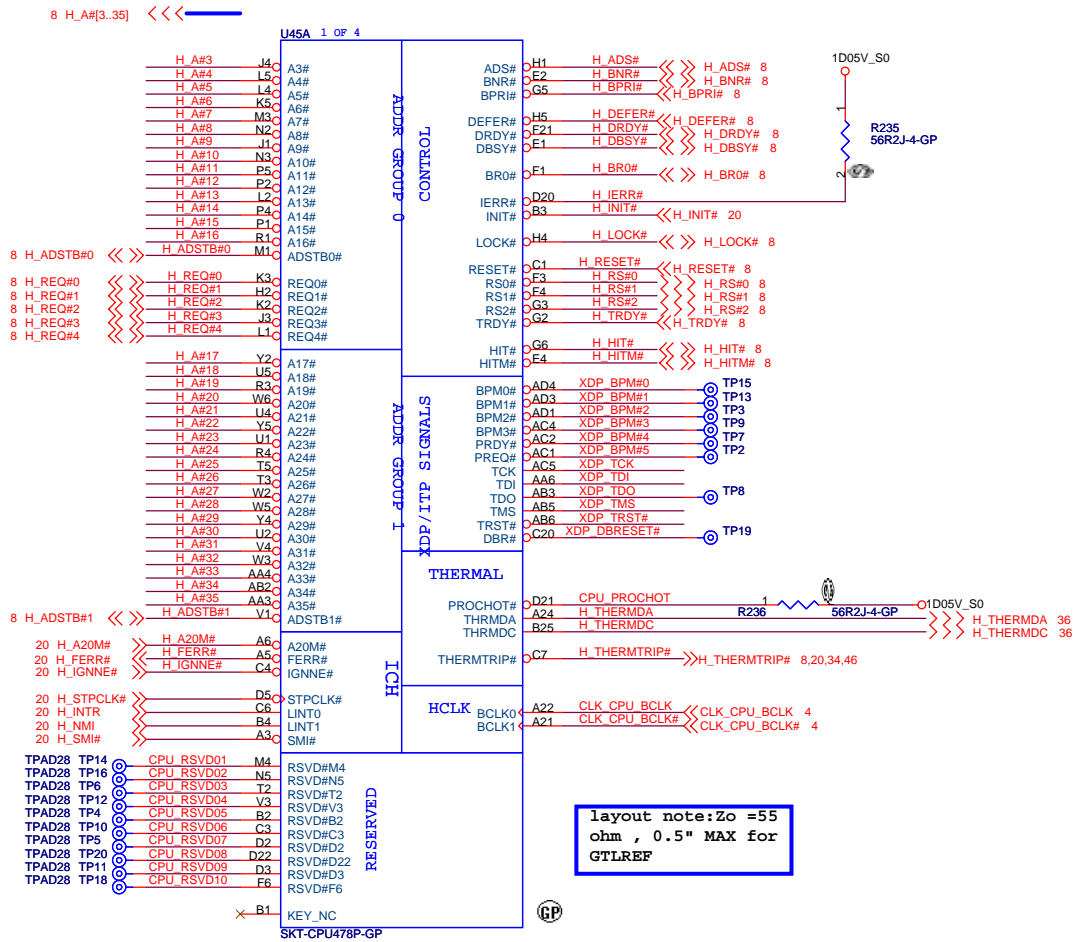 8 H_A#[3..35]
U45A 1 OF 4
H_A#3 J4 A3#
H_A#4 L5 A4#
H_A#5 L4 A5#
H_A#6 K5 A6#
H_A#7 M3 A7#
H_A#8 N2 A8#
H_A#9 J1 A9#
H_A#10 N3 A10#
H_A#11 P5 A11#
H_A#12 P2 A12#
H_A#13 L2 A13#
H_A#14 P4 A14#
H_A#15 P1 A15#
H_A#16 R1 A16#
8 H_ADSTB#0 H_ADSTB#0 M1 ADSTB0#
8 H_REQ#0 H_REQ#0 K3 REQ0#
8 H_REQ#1 H_REQ#1 H2 REQ1#
8 H_REQ#2 H_REQ#2 K2 REQ2#
8 H_REQ#3 H_REQ#3 J3 REQ3#
8 H_REQ#4 H_REQ#4 L1 REQ4#
ADDR GROUP 0
H_A#17 Y2 A17#
H_A#18 U5 A18#
H_A#19 R3 A19#
H_A#20 W6 A20#
H_A#21 U4 A21#
H_A#22 Y5 A22#
H_A#23 U1 A23#
H_A#24 R4 A24#
H_A#25 T5 A25#
H_A#26 T3 A26#
H_A#27 W2 A27#
H_A#28 W5 A28#
H_A#29 Y4 A29#
H_A#30 U2 A30#
H_A#31 V4 A31#
H_A#32 W3 A32#
H_A#33 AA4 A33#
H_A#34 AB2 A34#
H_A#35 AA3 A35#
8 H_ADSTB#1 H_ADSTB#1 V1 ADSTB1#
ADDR GROUP 1
20 H_A20M# H_A20M# A6 A20M#
20 H_FERR# H_FERR# A5 FERR#
20 H_IGNNE# H_IGNNE# C4 IGNNE#
20 H_STPCLK# D5 STPCLK#
20 H_INTR C6 LINT0
20 H_NMI B4 LINT1
20 H_SMI# A3 SMI#
ICH
TPAD28 TP14 CPU_RSVD01 M4 RSVD#M4
TPAD28 TP16 CPU_RSVD02 N5 RSVD#N5
TPAD28 TP6 CPU_RSVD03 T2 RSVD#T2
TPAD28 TP12 CPU_RSVD04 V3 RSVD#V3
TPAD28 TP4 CPU_RSVD05 B2 RSVD#B2
TPAD28 TP10 CPU_RSVD06 C3 RSVD#C3
TPAD28 TP5 CPU_RSVD07 D2 RSVD#D2
TPAD28 TP20 CPU_RSVD08 D22 RSVD#D22
TPAD28 TP11 CPU_RSVD09 D3 RSVD#D3
TPAD28 TP18 CPU_RSVD10 F6 RSVD#F6
RESERVED
B1 KEY_NC
SKT-CPU478P-GP
CONTROL
ADS# H1 H_ADS# H_ADS# 8
BNR# E2 H_BNR# H_BNR# 8
BPRI# G5 H_BPRI# H_BPRI# 8
DEFER# H5 H_DEFER# H_DEFER# 8
DRDY# F21 H_DRDY# H_DRDY# 8
DBSY# E1 H_DBSY# H_DBSY# 8
BR0# F1 H_BR0# H_BR0# 8
IERR# D20 H_IERR#
INIT# B3 H_INIT# H_INIT# 20
LOCK# H4 H_LOCK# H_LOCK# 8
RESET# C1 H_RESET# H_RESET# 8
RS0# F3 H_RS#0 H_RS#0 8
RS1# F4 H_RS#1 H_RS#1 8
RS2# G3 H_RS#2 H_RS#2 8
TRDY# G2 H_TRDY# H_TRDY# 8
HIT# G6 H_HIT# H_HIT# 8
HITM# E4 H_HITM# H_HITM# 8
1D05V_S0
1
R235
56R2J-4-GP
2
XDP/ITP SIGNALS
BPM0# AD4 XDP_BPM#0 TP15
BPM1# AD3 XDP_BPM#1 TP13
BPM2# AD1 XDP_BPM#2 TP3
BPM3# AC4 XDP_BPM#3 TP9
PRDY# AC2 XDP_BPM#4 TP7
PREQ# AC1 XDP_BPM#5 TP2
TCK AC5 XDP_TCK
TDI AA6 XDP_TDI
TDO AB3 XDP_TDO TP8
TMS AB5 XDP_TMS
TRST# AB6 XDP_TRST#
DBR# C20 XDP_DBRESET# TP19
THERMAL
PROCHOT# D21 CPU_PROCHOT 1 R236 2 56R2J-4-GP 1D05V_S0
THRMDA A24 H_THERMDA H_THERMDA 36
THRMDC B25 H_THERMDC H_THERMDC 36
THERMTRIP# C7 H_THERMTRIP# H_THERMTRIP# 8,20,34,46
HCLK
BCLK0 A22 CLK_CPU_BCLK CLK_CPU_BCLK 4
BCLK1 A21 CLK_CPU_BCLK# CLK_CPU_BCLK# 4
layout note:Zo =55
ohm , 0.5" MAX for
GTLREF
GP